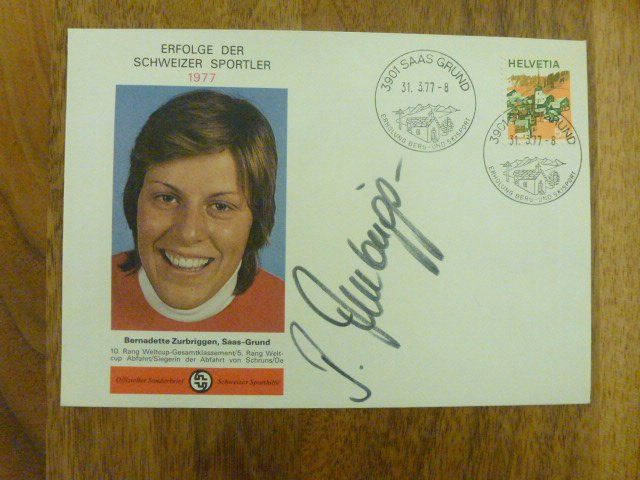 ERFOLGE DER
SCHWEIZER SPORTLER
1977
3901 SAAS GRUND
31. 3.77-8
ERHOLUNG BERG- UND SKISPORT
HELVETIA
3901 SAAS GRUND
31. 3.77-8
ERHOLUNG BERG- UND SKISPORT
Bernadette Zurbriggen, Saas-Grund
10. Rang Weltcup-Gesamtklassement/5. Rang Welt-
cup Abfahrt/Siegerin der Abfahrt von Schruns/Oe
Offizieller Sonderbrief Schweizer Sporthilfe